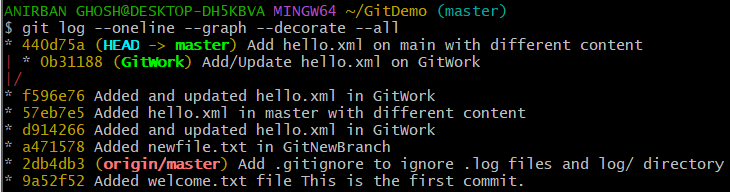 ANIRBAN GHOSH@DESKTOP-DH5KBVA MINGW64 ~/GitDemo (master)
$ git log --oneline --graph --decorate --all
* 440d75a (HEAD -> master) Add hello.xml on main with different content
| * 0b31188 (GitWork) Add/Update hello.xml on GitWork
|/
* f596e76 Added and updated hello.xml in GitWork
* 57eb7e5 Added hello.xml in master with different content
* d914266 Added and updated hello.xml in GitWork
* a471578 Added newfile.txt in GitNewBranch
* 2db4db3 (origin/master) Add .gitignore to ignore .log files and log/ directory
* 9a52f52 Added welcome.txt file This is the first commit.